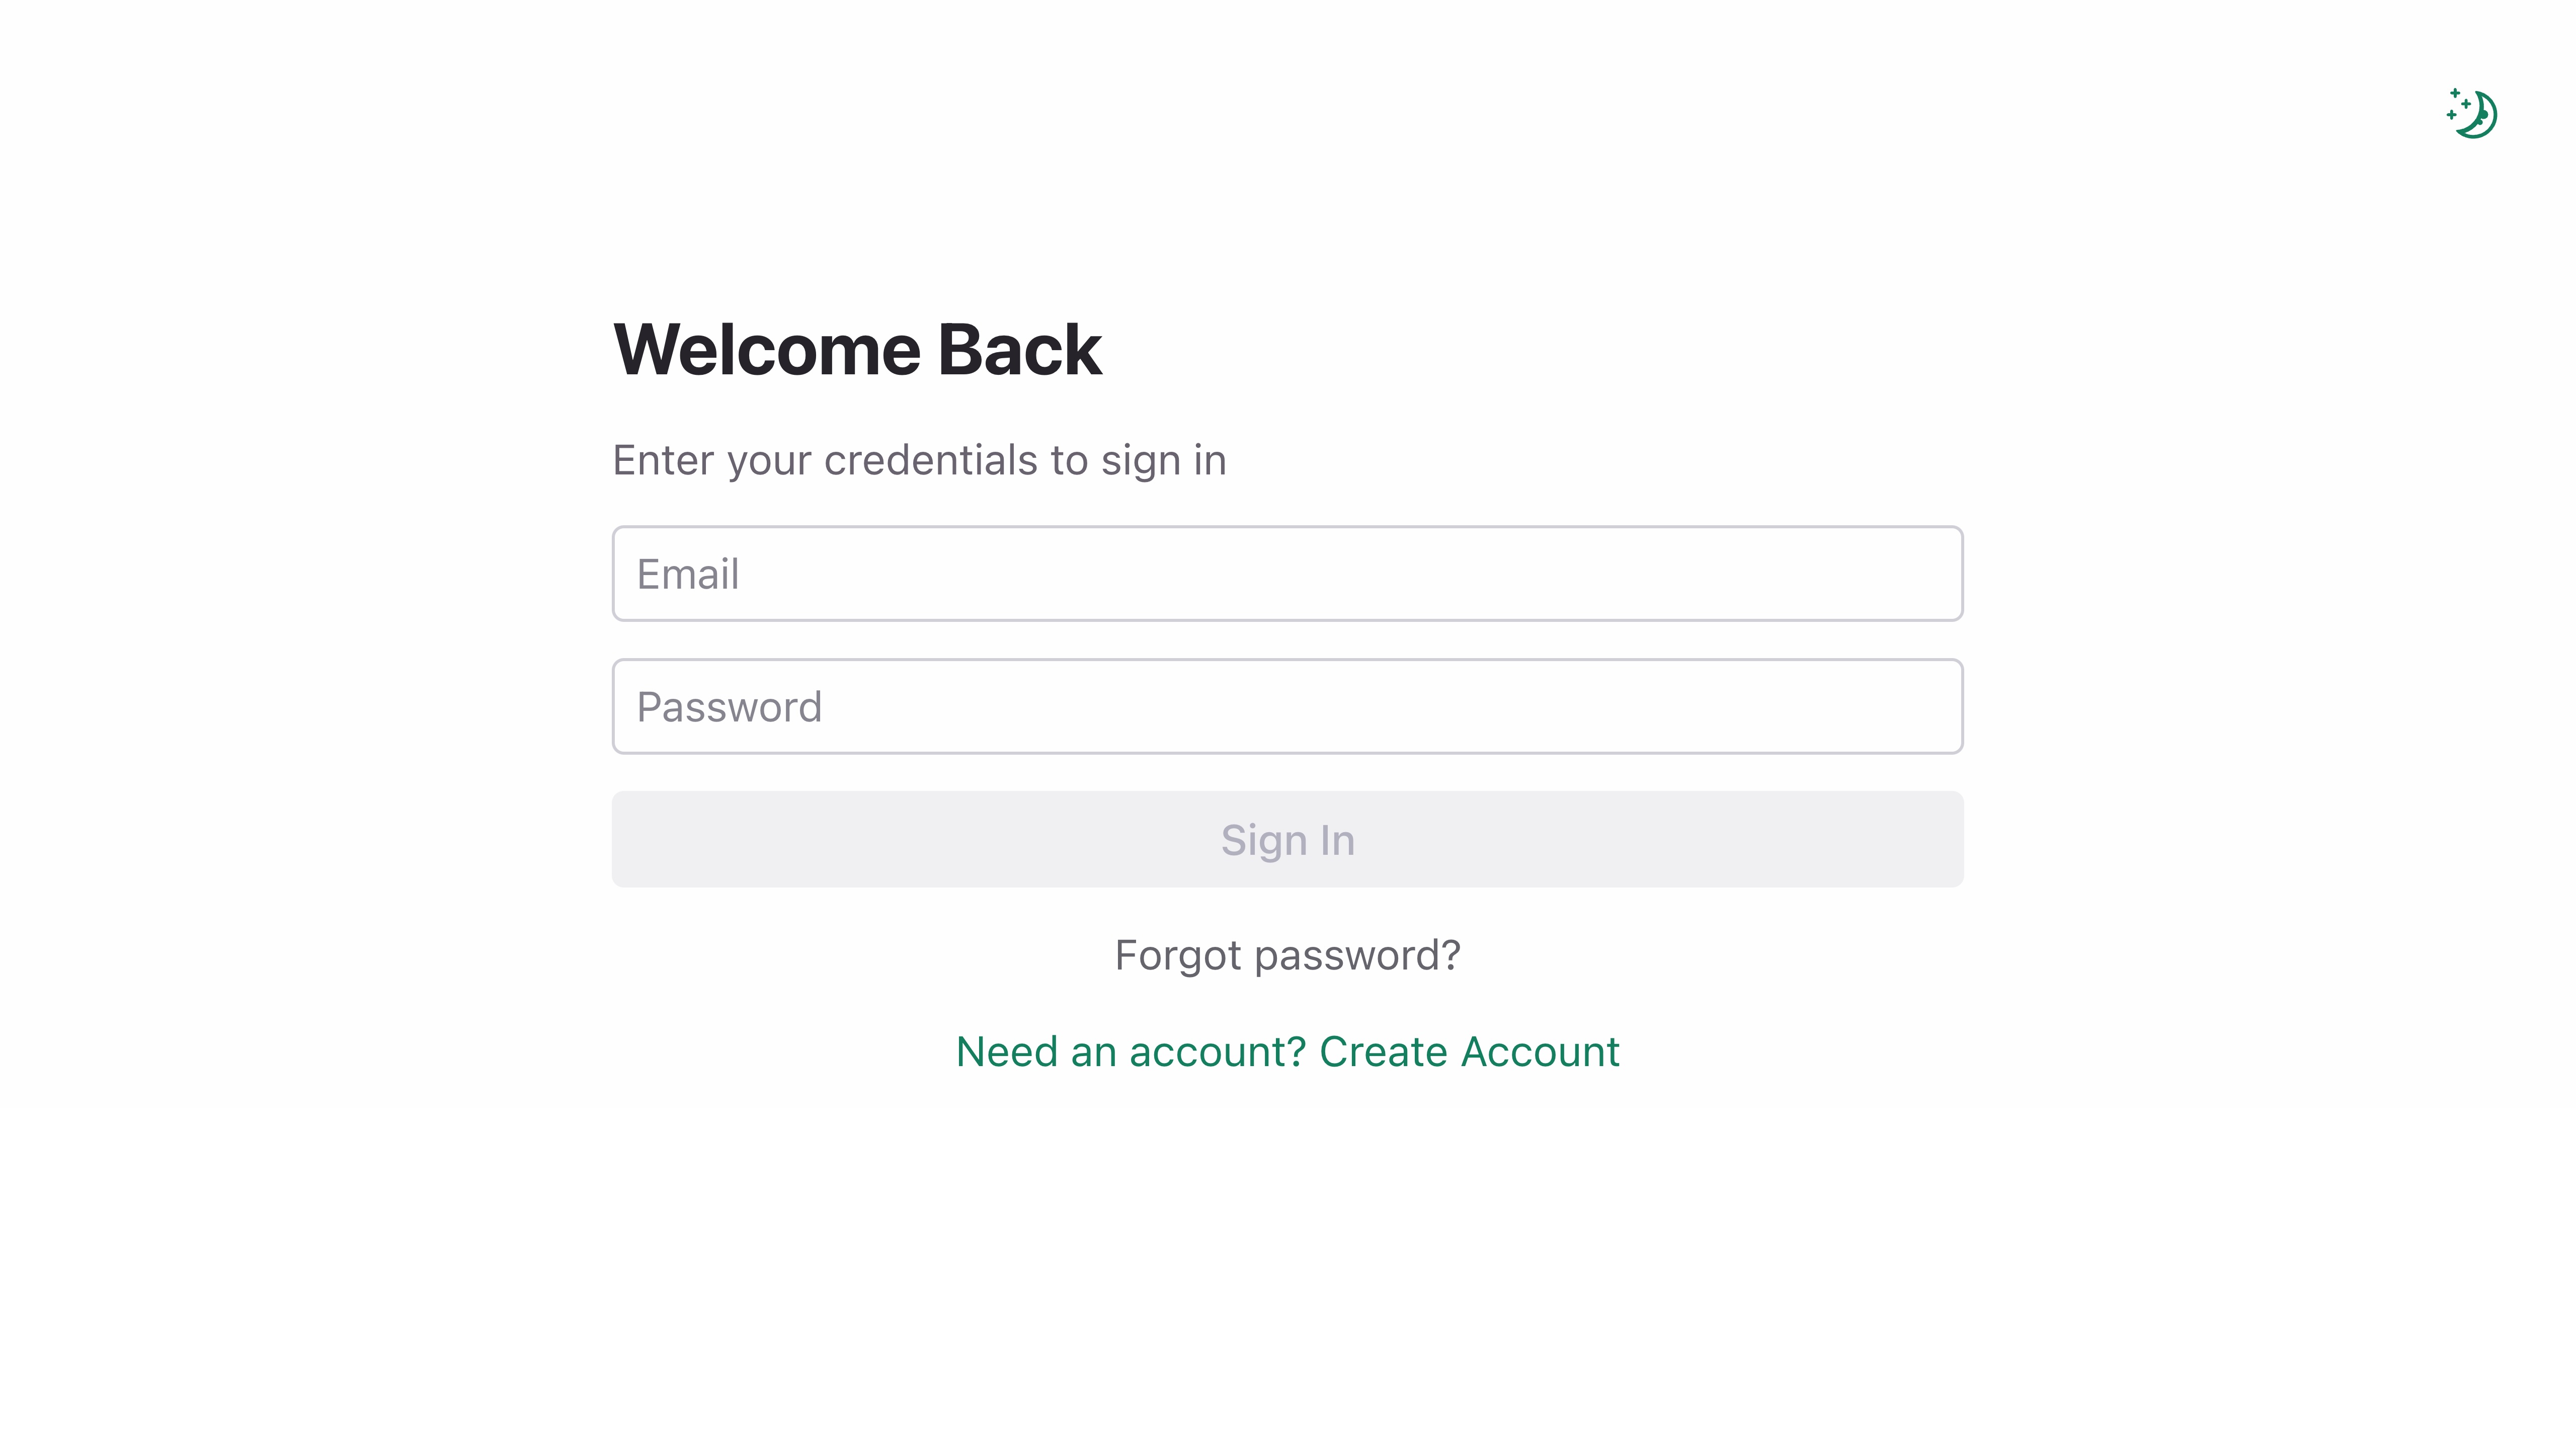 Welcome Back
Enter your credentials to sign in
Email
Password
Sign In
Forgot password?
Need an account? Create Account